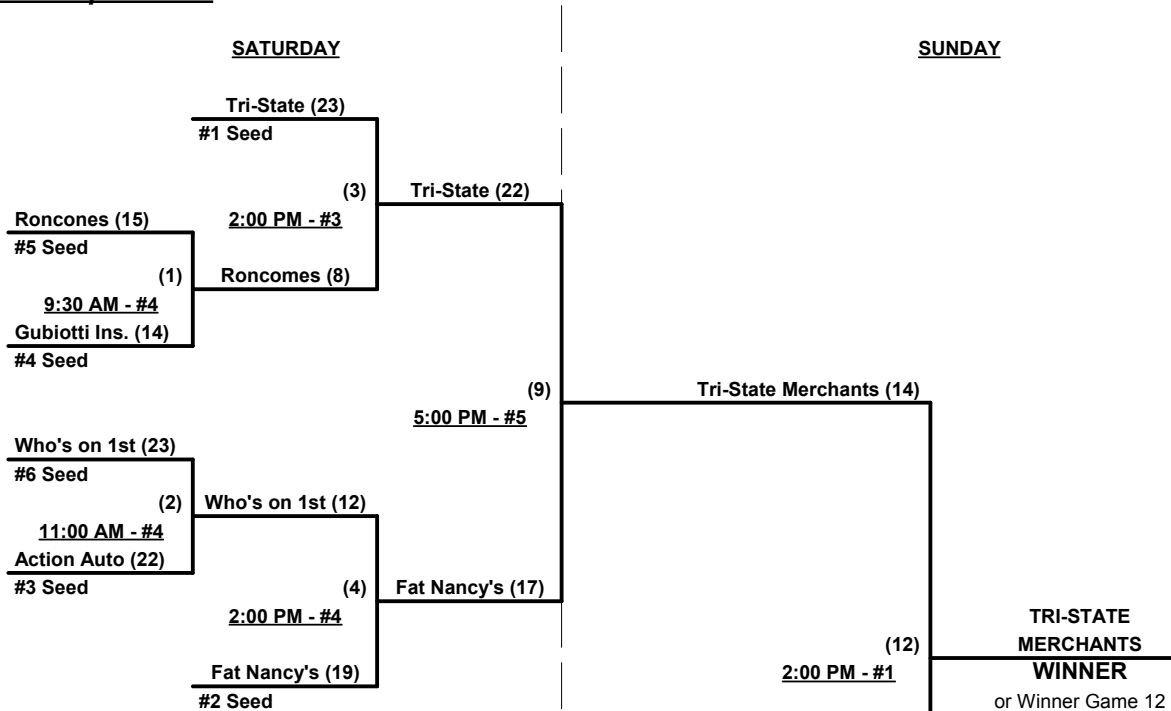 SATURDAY
SUNDAY
Tri-State (23)
#1 Seed
(3)
Tri-State (22)
Roncones (15)
2:00 PM - #3
#5 Seed
(1)
Roncomes (8)
9:30 AM - #4
Gubiotti Ins. (14)
#4 Seed
(9)
Tri-State Merchants (14)
5:00 PM - #5
Who's on 1st (23)
#6 Seed
(2)
Who's on 1st (12)
11:00 AM - #4
Action Auto (22)
#3 Seed
(4)
Fat Nancy's (17)
2:00 PM - #4
TRI-STATE
MERCHANTS
(12)
Fat Nancy's (19)
2:00 PM - #1
WINNER
#2 Seed
or Winner Game 12